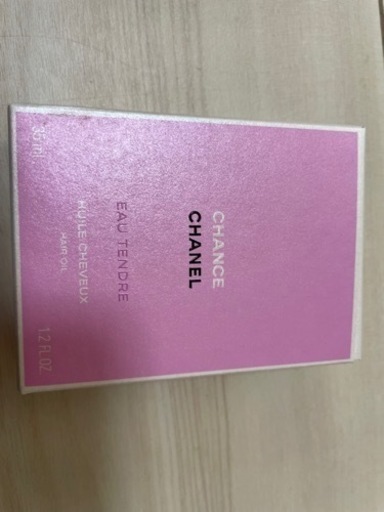 CHANCE
CHANEL
EAU TENDRE
HUILE CHEVEUX
HAIR OIL
35 ml
1.2 FL.OZ.